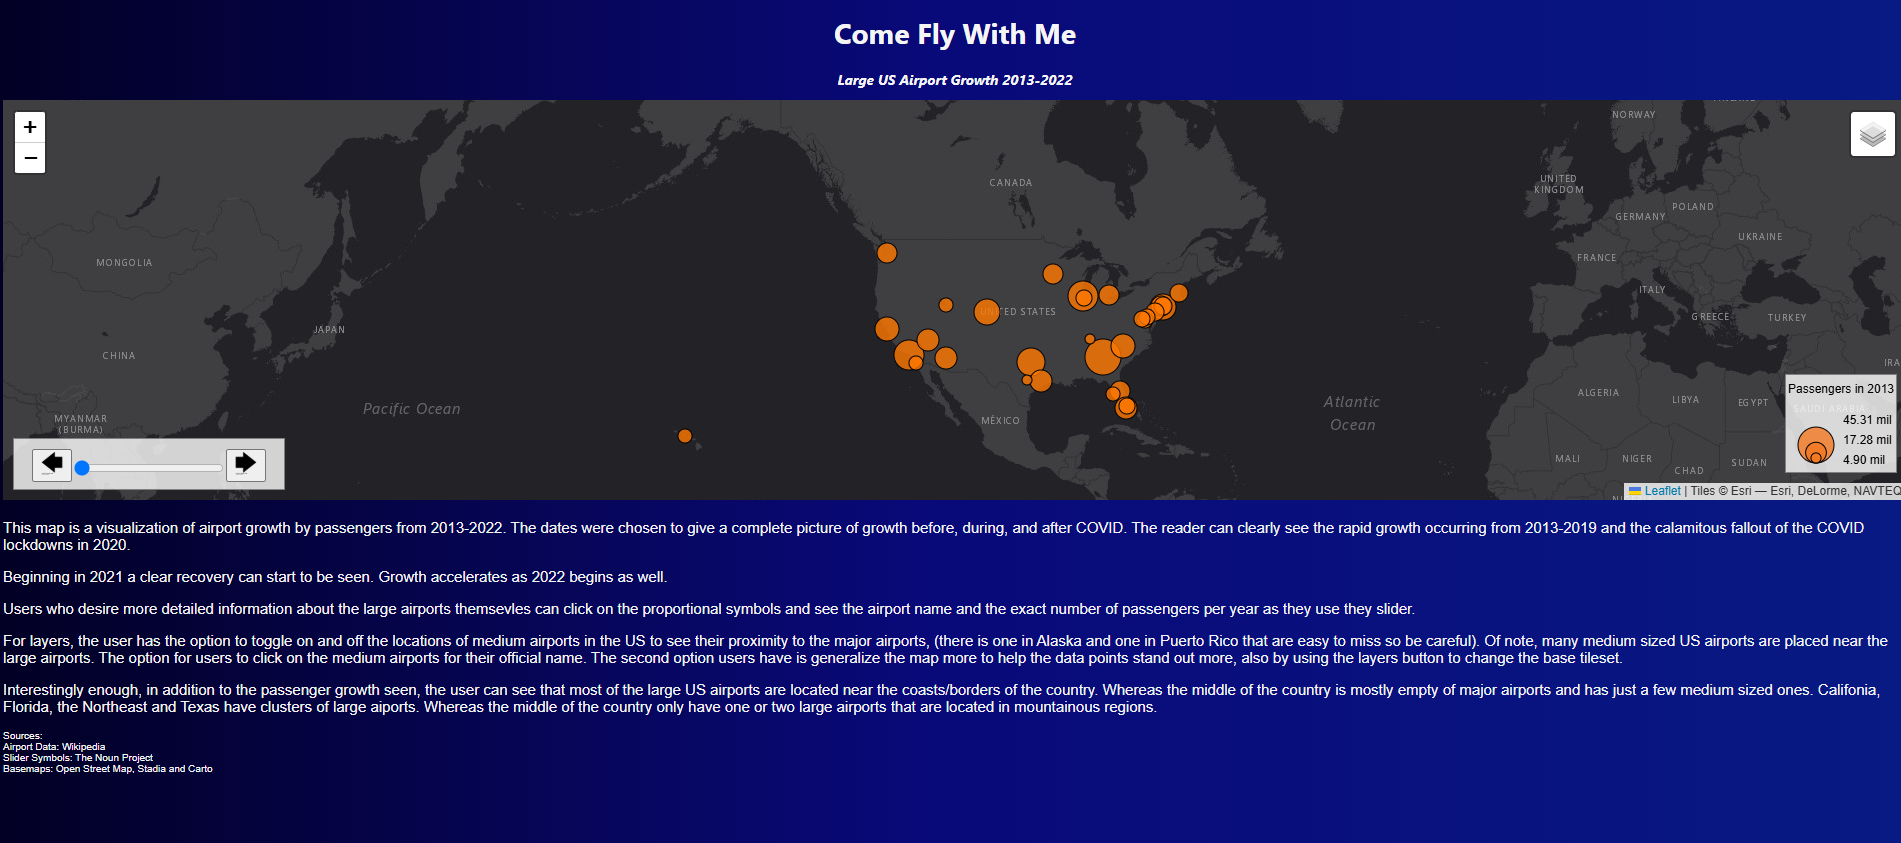 Come Fly With Me
Large US Airport Growth 2013-2022
+
−
NORWAY
UNITED
KINGDOM
CANADA
POLAND
GERMANY
UKRAINE
FRANCE
MONGOLIA
ITALY
UNITED STATES
GREECE
TURKEY
JAPAN
CHINA
IRA
Passengers in 2013
ALGERIA
LIBYA
EGYPT
SAUDI ARABIA
Pacific Ocean
Atlantic
Ocean
MÉXICO
MYANMAR
(BURMA)
45.31 mil
17.28 mil
4.90 mil
MALI
NIGER
CHAD
SUDAN
Leaflet | Tiles © Esri — Esri, DeLorme, NAVTEQ
This map is a visualization of airport growth by passengers from 2013-2022. The dates were chosen to give a complete picture of growth before, during, and after COVID. The reader can clearly see the rapid growth occurring from 2013-2019 and the calamitous fallout of the COVID
lockdowns in 2020.
Beginning in 2021 a clear recovery can start to be seen. Growth accelerates as 2022 begins as well.
Users who desire more detailed information about the large airports themsevles can click on the proportional symbols and see the airport name and the exact number of passengers per year as they use they slider.
For layers, the user has the option to toggle on and off the locations of medium airports in the US to see their proximity to the major airports, (there is one in Alaska and one in Puerto Rico that are easy to miss so be careful). Of note, many medium sized US airports are placed near the
large airports. The option for users to click on the medium airports for their official name. The second option users have is generalize the map more to help the data points stand out more, also by using the layers button to change the base tileset.
Interestingly enough, in addition to the passenger growth seen, the user can see that most of the large US airports are located near the coasts/borders of the country. Whereas the middle of the country is mostly empty of major airports and has just a few medium sized ones. Califonia,
Florida, the Northeast and Texas have clusters of large aiports. Whereas the middle of the country only have one or two large airports that are located in mountainous regions.
Sources:
Airport Data: Wikipedia
Slider Symbols: The Noun Project
Basemaps: Open Street Map, Stadia and Carto